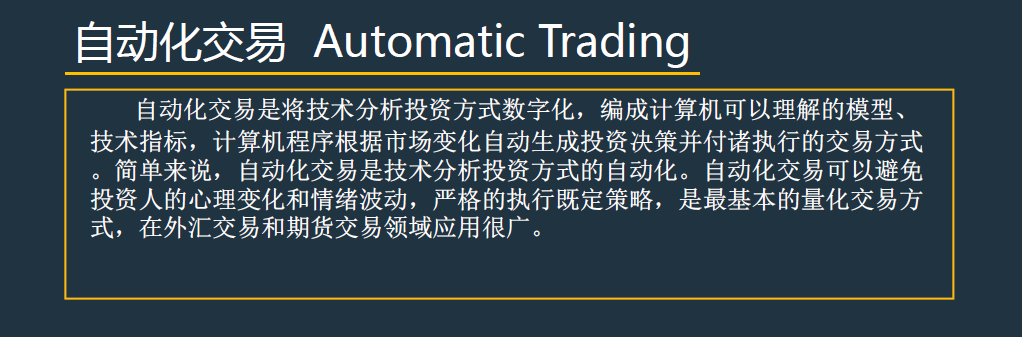 自动化交易 Automatic Trading
自动化交易是将技术分析投资方式数字化，编成计算机可以理解的模型、
技术指标，计算机程序根据市场变化自动生成投资决策并付诸执行的交易方式
。简单来说，自动化交易是技术分析投资方式的自动化。自动化交易可以避免
投资人的心理变化和情绪波动，严格的执行既定策略，是最基本的量化交易方
式，在外汇交易和期货交易领域应用很广。